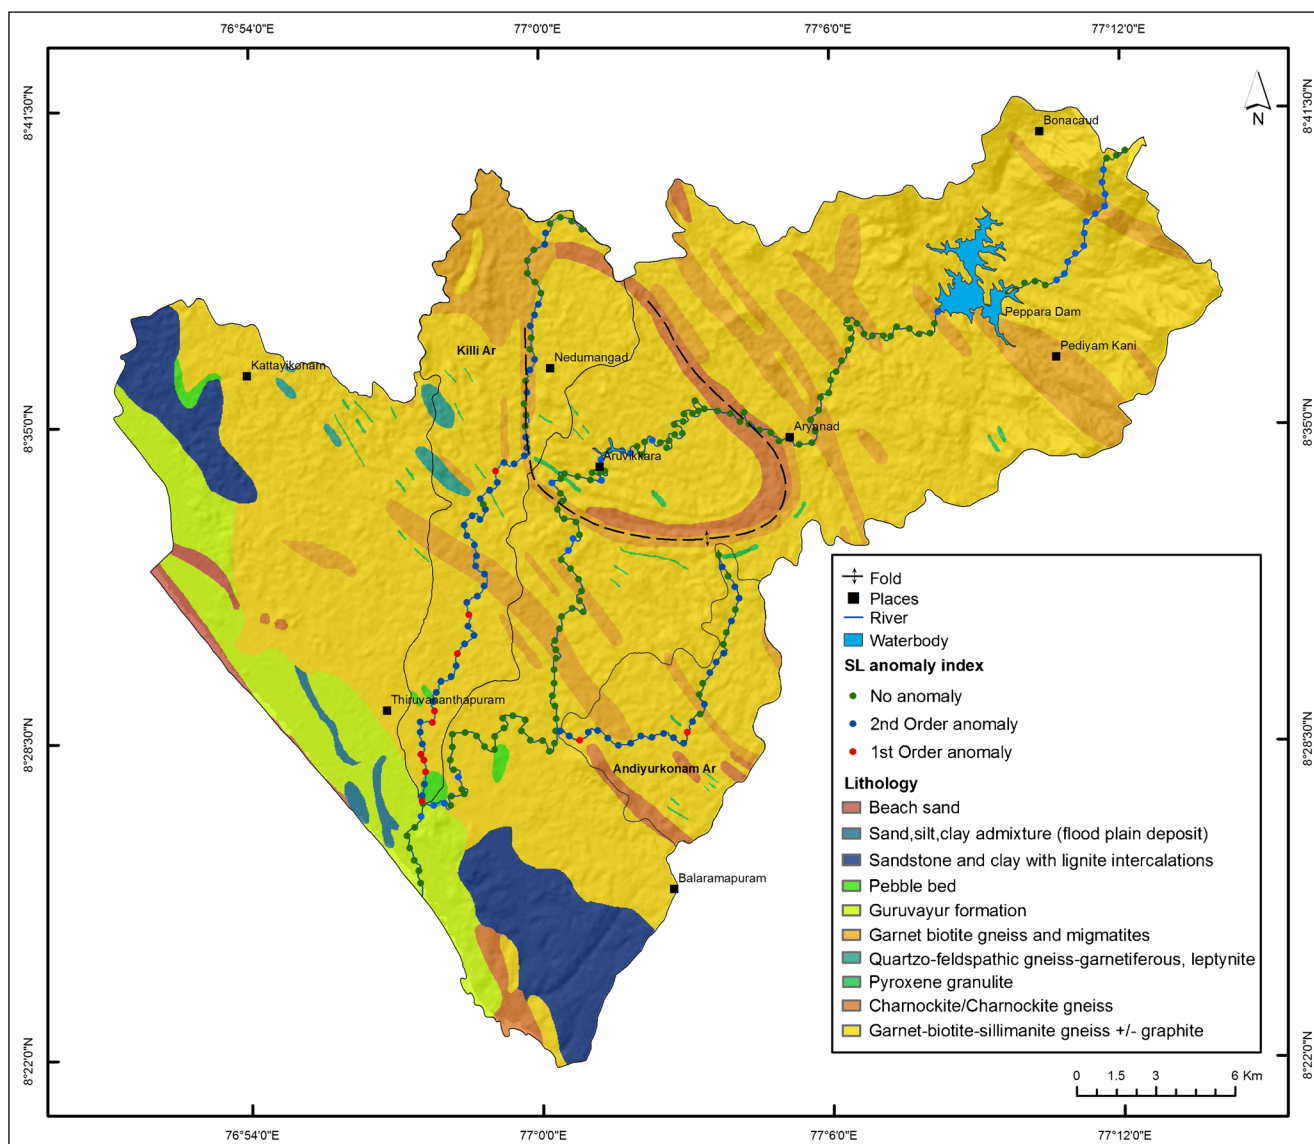 76°54'0"E
77°0'0"E
77°6'0"E
77°12'0"E
8°41'30"N
8°41'30"N
N
Bonacaud
Peppara Dam
Killi Ar
Nedumangad
Pediyam Kani
Kattayikonam
8°35'0"N
8°35'0"N
Aryanad
Aruvikkara
Thiruvananthapuram
8°28'30"N
8°28'30"N
Andiyurkonam Ar
Balaramapuram
8°22'0"N
8°22'0"N
Fold
Places
River
Waterbody
SL anomaly index
No anomaly
2nd Order anomaly
1st Order anomaly
Lithology
Beach sand
Sand,silt,clay admixture (flood plain deposit)
Sandstone and clay with lignite intercalations
Pebble bed
Guruvayur formation
Garnet biotite gneiss and migmatites
Quartzo-feldspathic gneiss-garnetiferous, leptynite
Pyroxene granulite
Charnockite/Charnockite gneiss
Garnet-biotite-sillimanite gneiss +/- graphite
0 1.5 3 6 Km
76°54'0"E
77°0'0"E
77°6'0"E
77°12'0"E